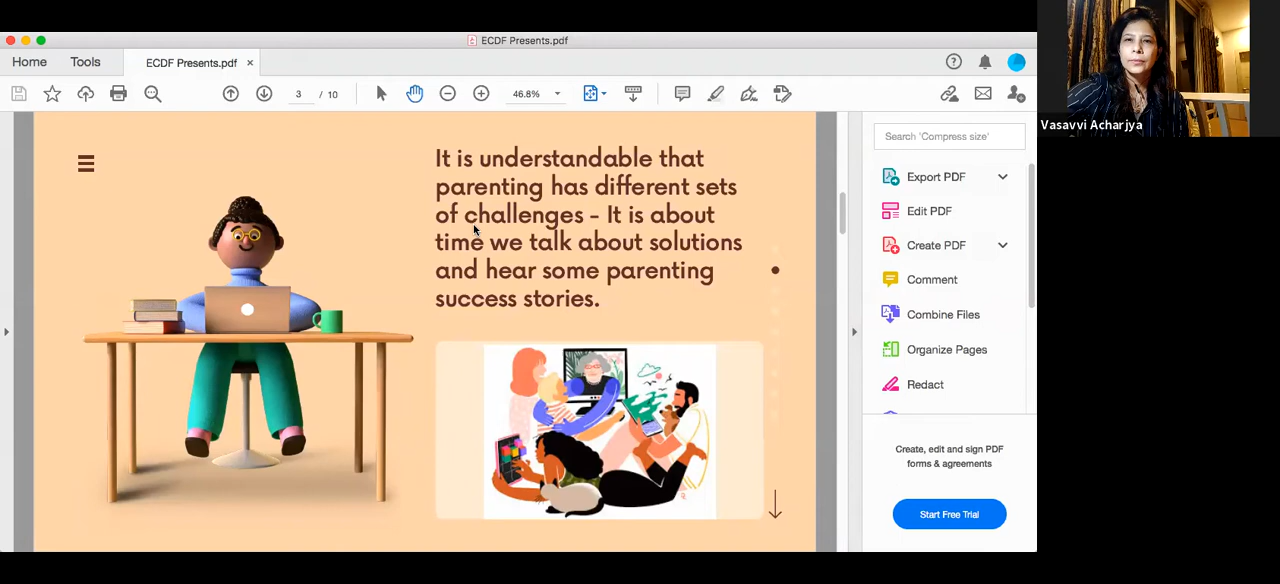 ECDF Presents.pdf
Home
Tools
ECDF Presents.pdf
3 / 10
46.8%
Vasavvi Acharjya
It is understandable that
parenting has different sets
of challenges - It is about
time we talk about solutions
and hear some parenting
success stories.
Search 'Compress size'
Export PDF
Edit PDF
Create PDF
Comment
Combine Files
Organize Pages
Redact
Create, edit and sign PDF
forms & agreements
Start Free Trial